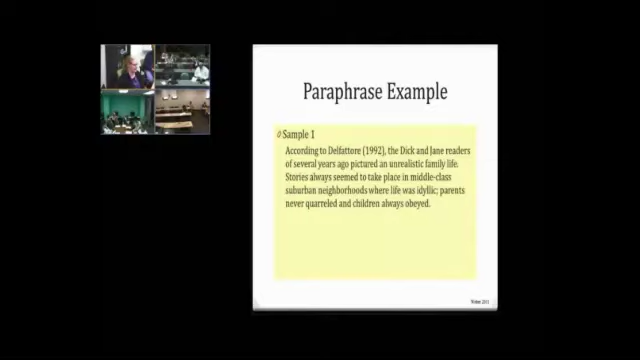 Paraphrase Example
Sample 1
According to Delfattore (1992), the Dick and Jane readers
of several years ago pictured an unrealistic family life.
Stories always seemed to take place in middle-class
suburban neighborhoods where life was idyllic; parents
never quarreled and children always obeyed.